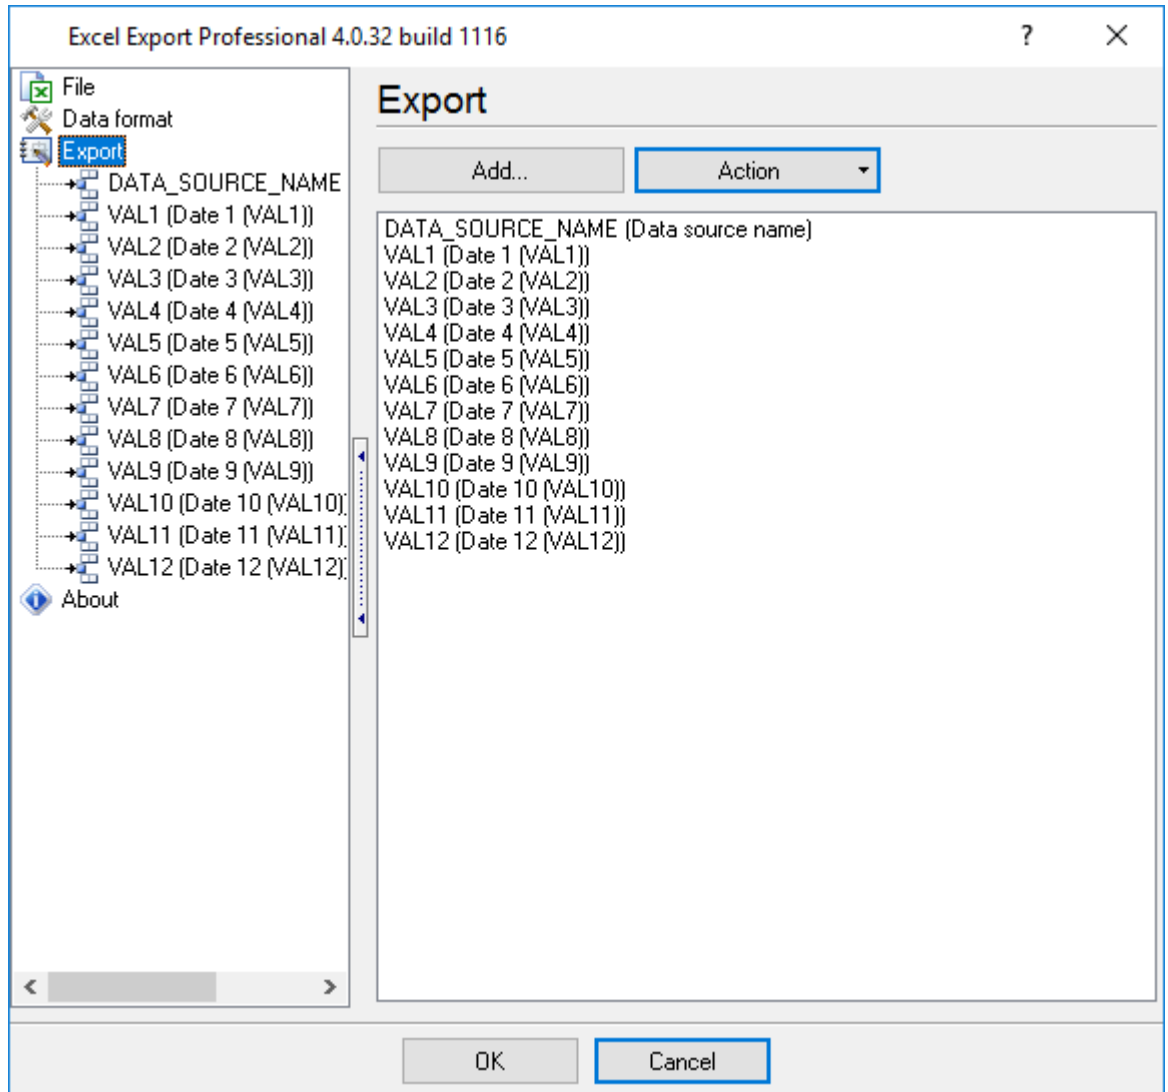 Excel Export Professional 4.0.32 build 1116
?
File
Data format
Export
DATA_SOURCE_NAME
VAL1 (Date 1 (VAL1))
VAL2 (Date 2 (VAL2))
VAL3 (Date 3 (VAL3))
VAL4 (Date 4 (VAL4))
VAL5 (Date 5 (VAL5))
VAL6 (Date 6 (VAL6))
VAL7 (Date 7 (VAL7))
VAL8 (Date 8 (VAL8))
VAL9 (Date 9 (VAL9))
VAL10 (Date 10 (VAL10))
VAL11 (Date 11 (VAL11))
VAL12 (Date 12 (VAL12))
About
Export
Add...
Action
DATA_SOURCE_NAME (Data source name)
VAL1 (Date 1 (VAL1))
VAL2 (Date 2 (VAL2))
VAL3 (Date 3 (VAL3))
VAL4 (Date 4 (VAL4))
VAL5 (Date 5 (VAL5))
VAL6 (Date 6 (VAL6))
VAL7 (Date 7 (VAL7))
VAL8 (Date 8 (VAL8))
VAL9 (Date 9 (VAL9))
VAL10 (Date 10 (VAL10))
VAL11 (Date 11 (VAL11))
VAL12 (Date 12 (VAL12))
OK
Cancel